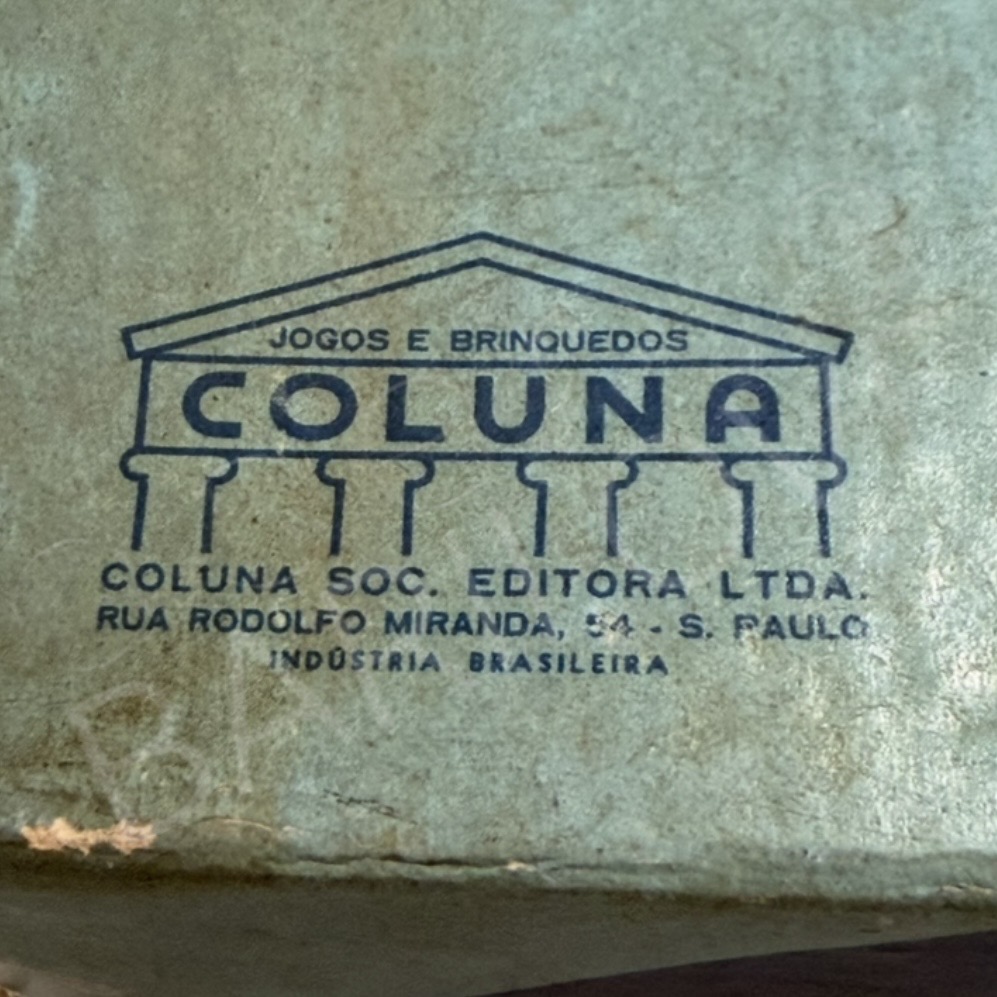 JOGOS E BRINQUEDOS
COLUNA
COLUNA SOC. EDITORA LTDA.
RUA RODOLFO MIRANDA, 54 - S. PAULO
INDÚSTRIA BRASILEIRA